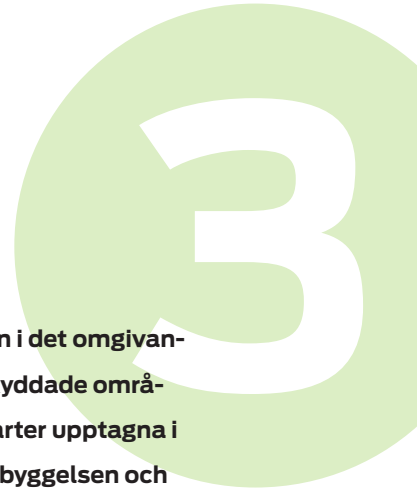 3
n i det omgivan-
yddade områ-
arter upptagna i
byggelsen och